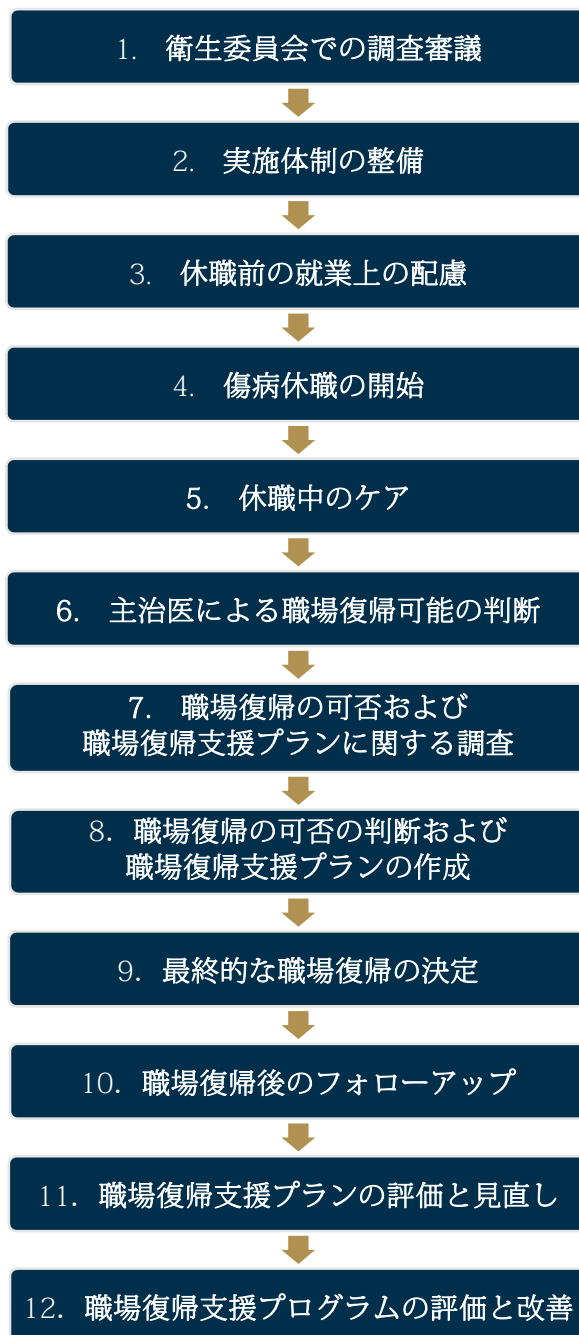 1. 衛生委員会での調査審議
2. 実施体制の整備
3. 休職前の就業上の配慮
4. 傷病休職の開始
5. 休職中のケア
6. 主治医による職場復帰可能の判断
7. 職場復帰の可否および
職場復帰支援プランに関する調査
8. 職場復帰の可否の判断および
職場復帰支援プランの作成
9. 最終的な職場復帰の決定
10. 職場復帰後のフォローアップ
11. 職場復帰支援プランの評価と見直し
12. 職場復帰支援プログラムの評価と改善